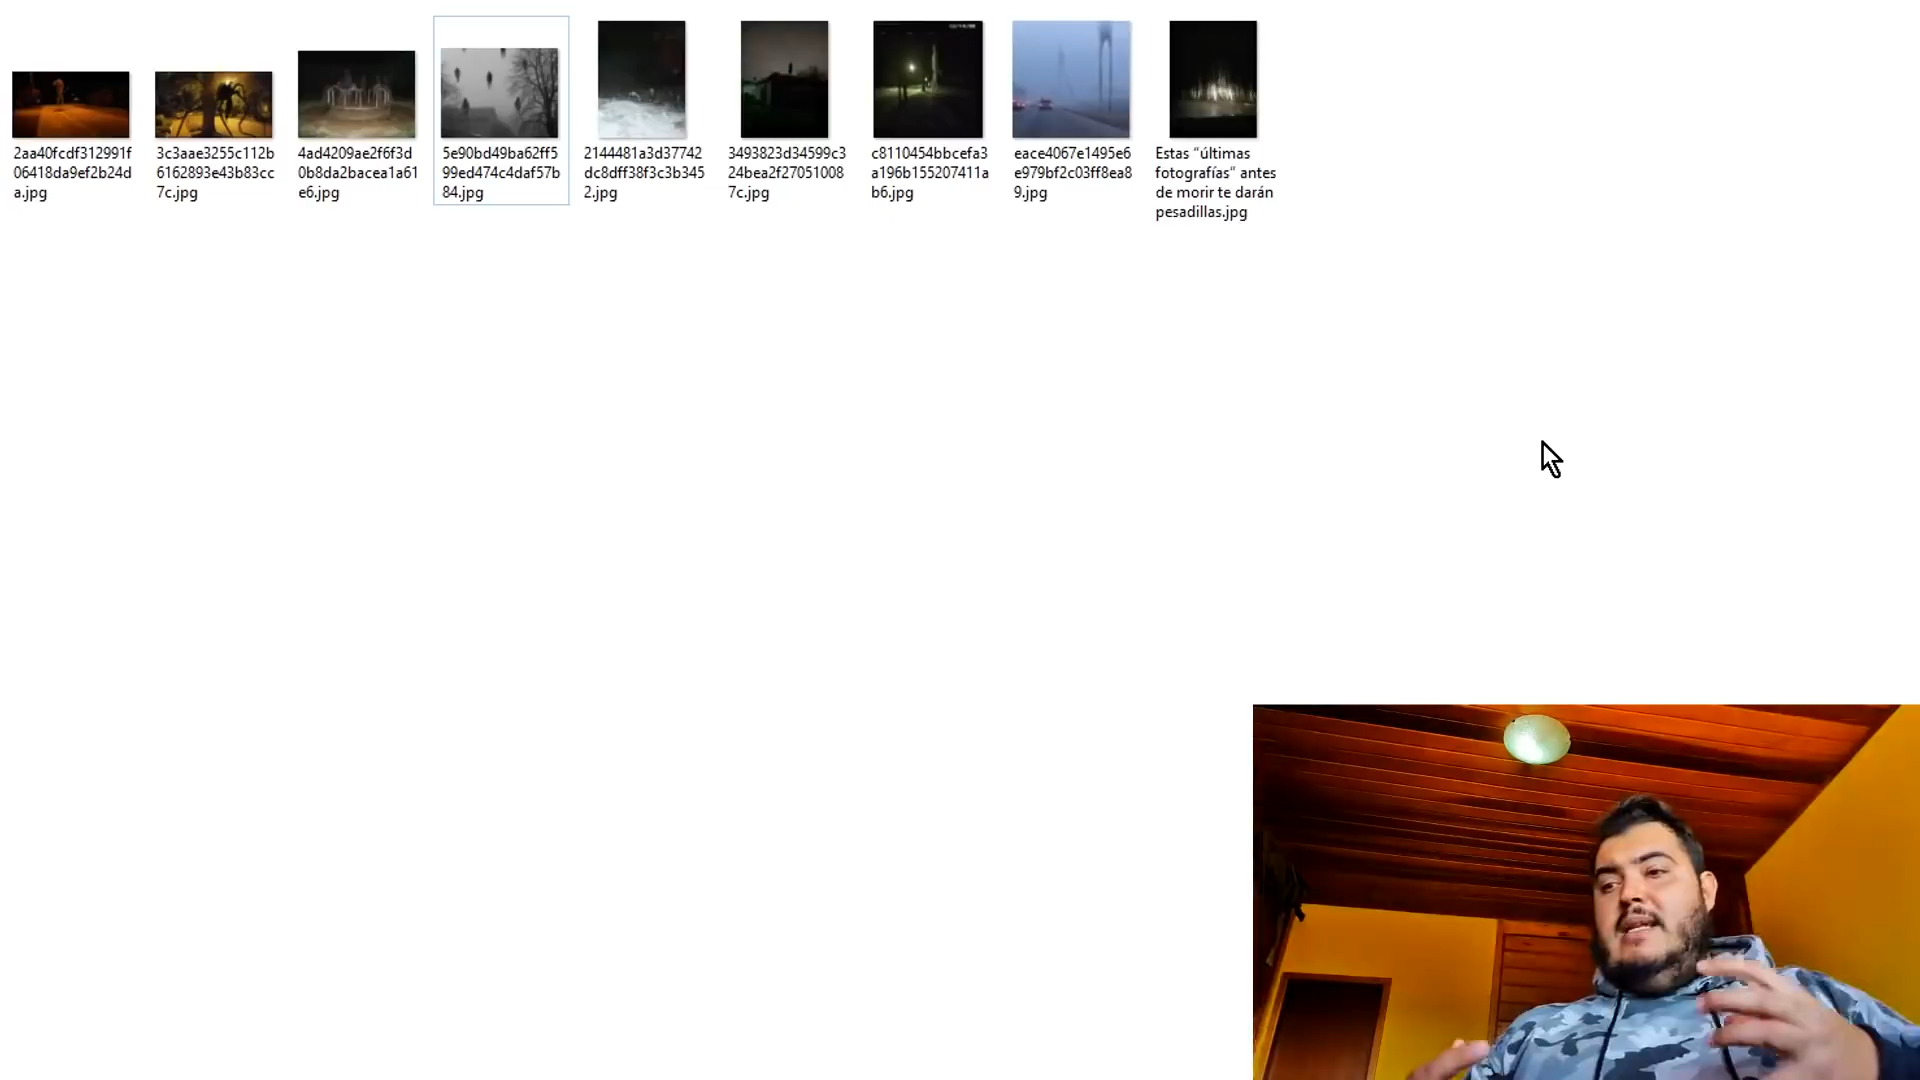 2aa40fcdf312991f
06418da9ef2b24d
a.jpg
3c3aae3255c112b
6162893e43b83cc
7c.jpg
4ad4209ae2f6f3d
0b8da2bacea1a61
e6.jpg
5e90bd49ba62ff5
99ed474c4daf57b
84.jpg
2144481a3d37742
dc8dff38f3c3b345
2.jpg
3493823d34599c3
24bea2f27051008
7c.jpg
c8110454bbcefa3
a196b155207411a
b6.jpg
eace4067e1495e6
e979bf2c03ff8ea8
9.jpg
Estas “últimas
fotografías” antes
de morir te darán
pesadillas.jpg